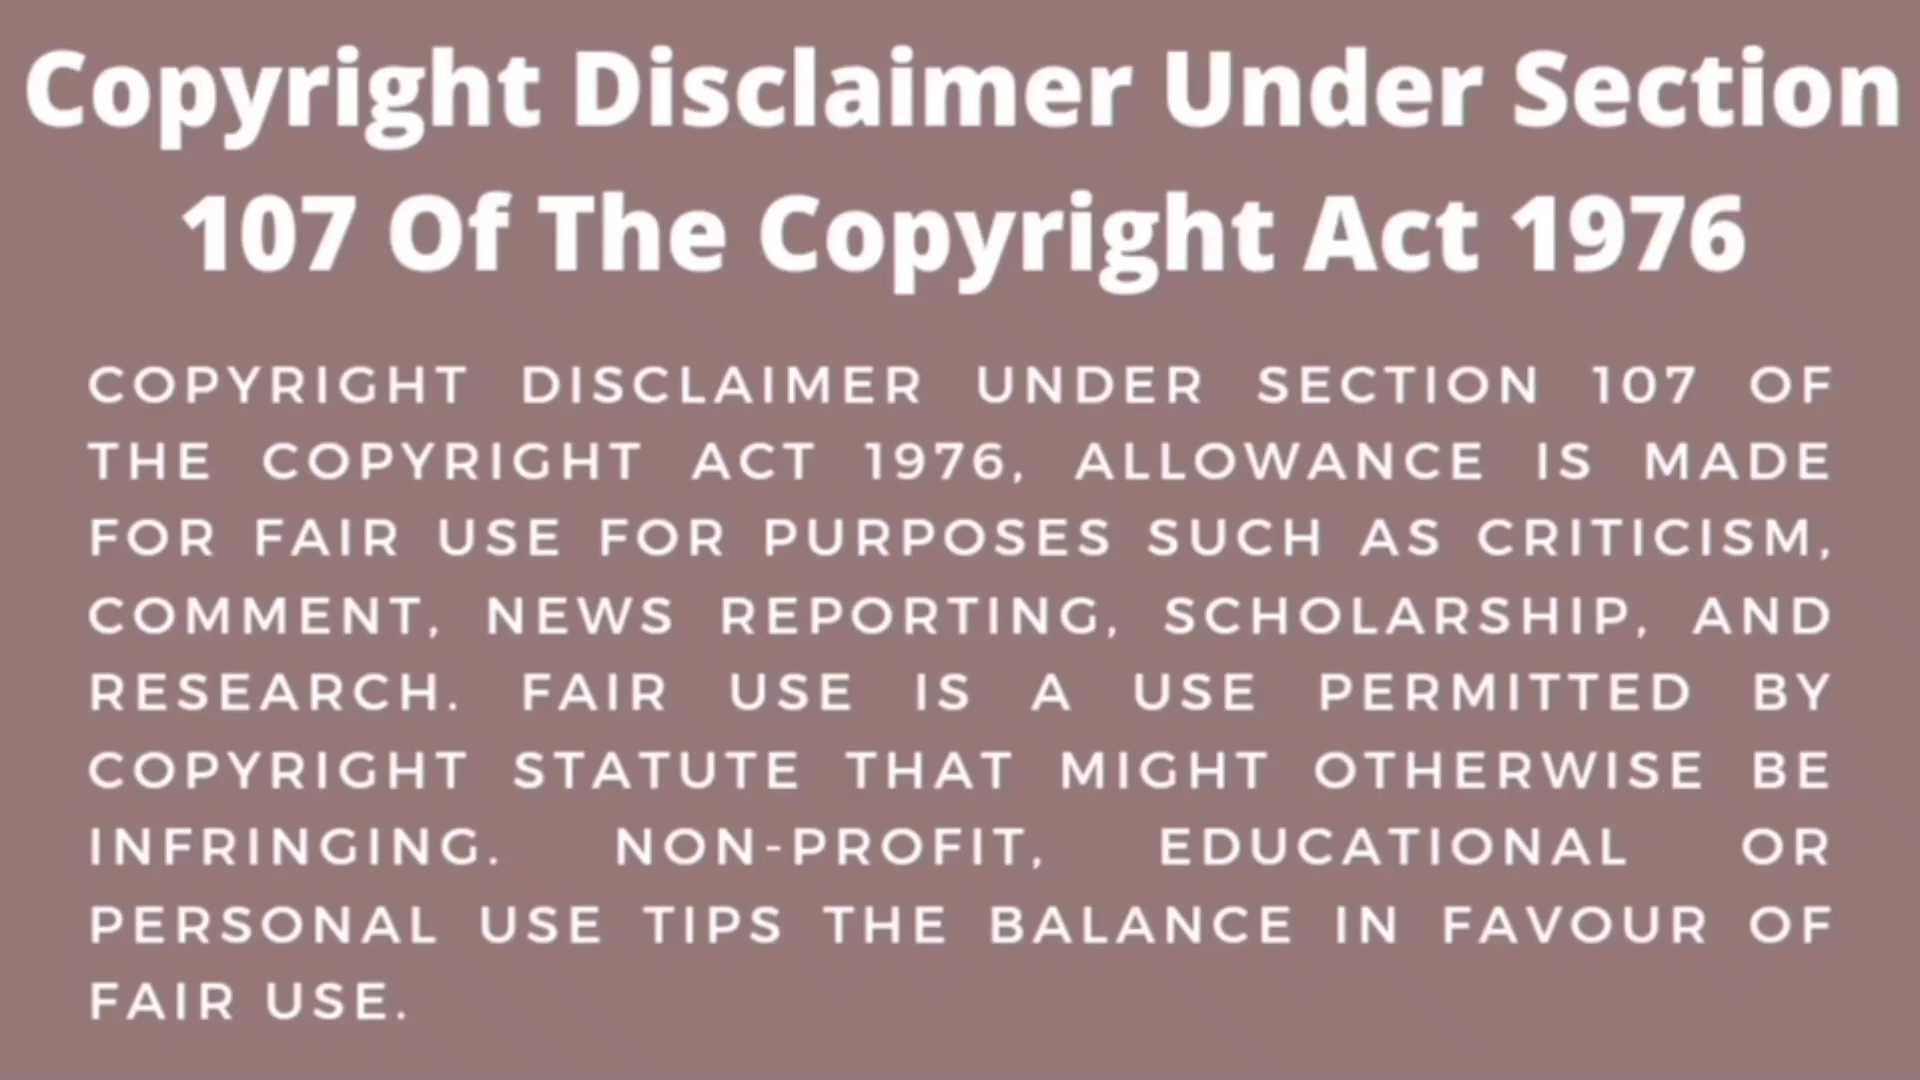 Copyright Disclaimer Under Section
107 Of The Copyright Act 1976
COPYRIGHT DISCLAIMER UNDER SECTION 107 OF
THE COPYRIGHT ACT 1976, ALLOWANCE IS MADE
FOR FAIR USE FOR PURPOSES SUCH AS CRITICISM,
COMMENT, NEWS REPORTING, SCHOLARSHIP, AND
RESEARCH. FAIR USE IS A USE PERMITTED BY
COPYRIGHT STATUTE THAT MIGHT OTHERWISE BE
INFRINGING. NON-PROFIT, EDUCATIONAL OR
PERSONAL USE TIPS THE BALANCE IN FAVOUR OF
FAIR USE.